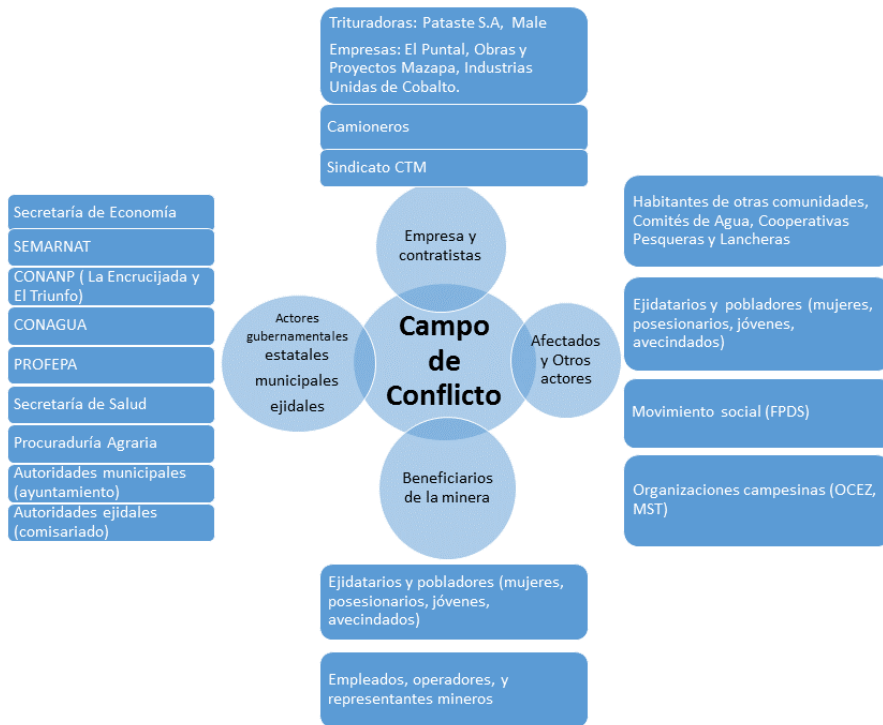 Trituradoras: Pataste S.A, Male
Empresas: El Puntal, Obras y
Proyectos Mazapa, Industrias
Unidas de Cobalto.
Camioneros
Sindicato CTM
Empresa y
contratistas
Secretaría de Economía
SEMARNAT
CONANP ( La Encrucijada y
El Triunfo)
CONAGUA
PROFEPA
Secretaría de Salud
Procuraduría Agraria
Autoridades municipales
(ayuntamiento)
Autoridades ejidales
(comisariado)
Actores
gubernamentales
estatales
municipales
ejidales
Campo
de
Conflicto
Afectados
y Otros
actores
Habitantes de otras comunidades,
Comités de Agua, Cooperativas
Pesqueras y Lancheras
Ejidatarios y pobladores (mujeres,
posesionarios, jóvenes,
avecindados)
Movimiento social (FPDS)
Organizaciones campesinas (OCEZ,
MST)
Beneficiarios
de la minera
Ejidatarios y pobladores (mujeres,
posesionarios, jóvenes,
avecindados)
Empleados, operadores, y
representantes mineros